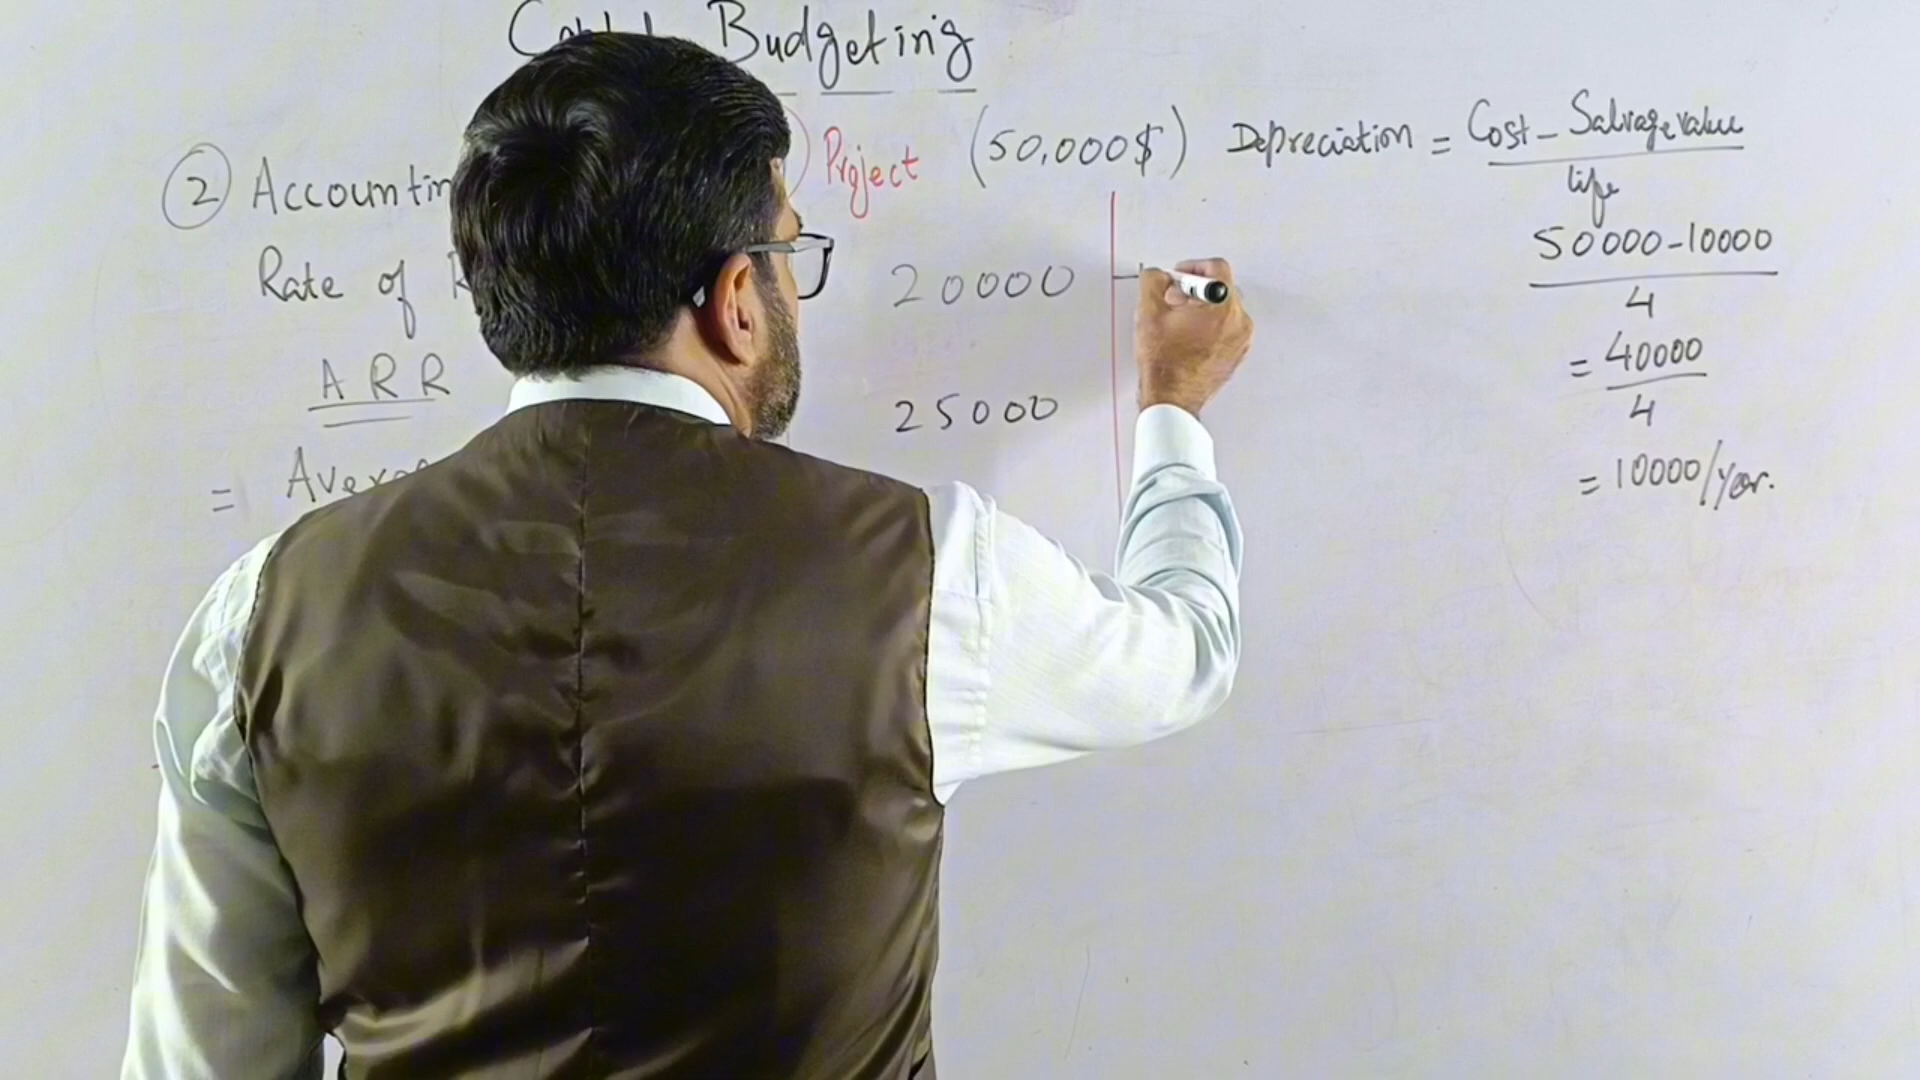 Budgeting
② Accountin
Rate of R
A R R
= Avera
Project (50,000$)
20000
25000
Depreciation = Cost - Salvage value
life
50000-10000
4
= 40000
4
= 10000/year.